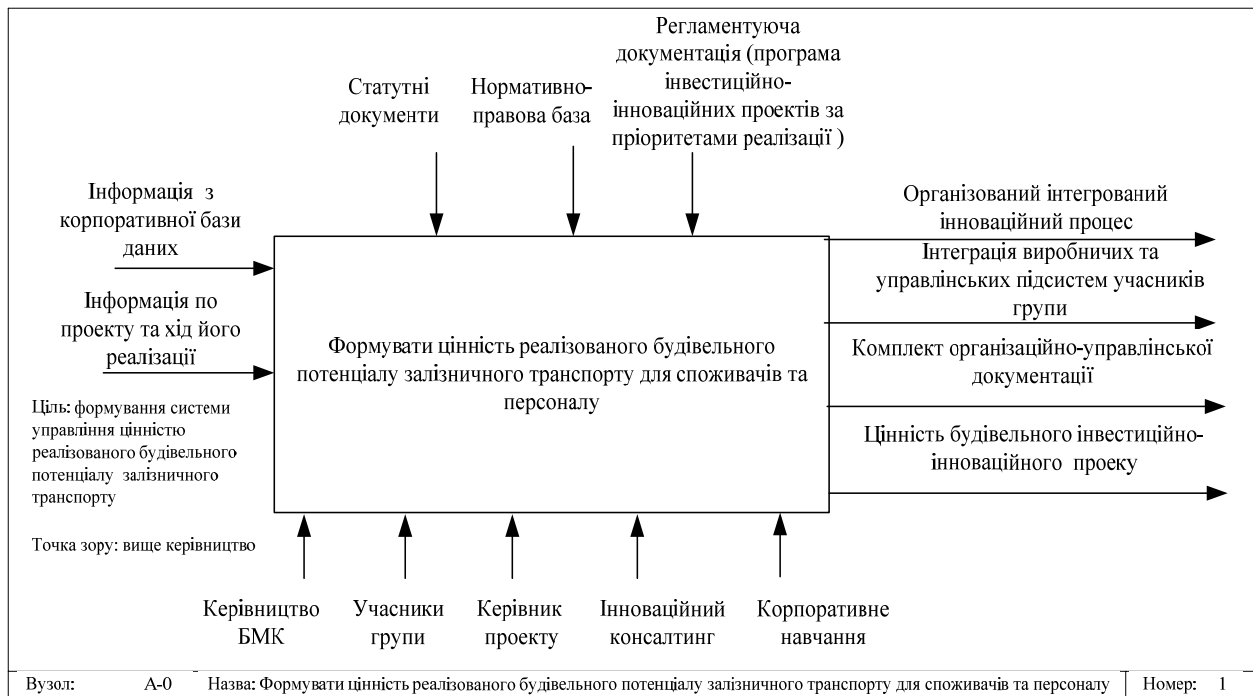 Регламентуюча
документація (програма
інвестиційно-
інноваційних проектів за
пріоритетами реалізації )
Статутні
документи
Нормативно-
правова база
Інформація з
корпоративної бази
даних
Інформація по
проекту та хід його
реалізації
Ціль: формування системи
управління цінністю
реалізованого будівельного
потенціалу залізничного
транспорту
Точка зору: вище керівництво
Формувати цінність реалізованого будівельного
потенціалу залізничного транспорту для споживачів та
персоналу
Організований інтегрований
інноваційний процес
Інтеграція виробничих та
управлінських підсистем учасників
групи
Комплект організаційно-управлінської
документації
Цінність будівельного інвестиційно-
інноваційного проеку
Керівництво
БМК
Учасники
групи
Керівник
проекту
Інноваційний
консалтинг
Корпоративне
навчання
Вузол: А-0 Назва: Формувати цінність реалізованого будівельного потенціалу залізничного транспорту для споживачів та персоналу Номер: 1